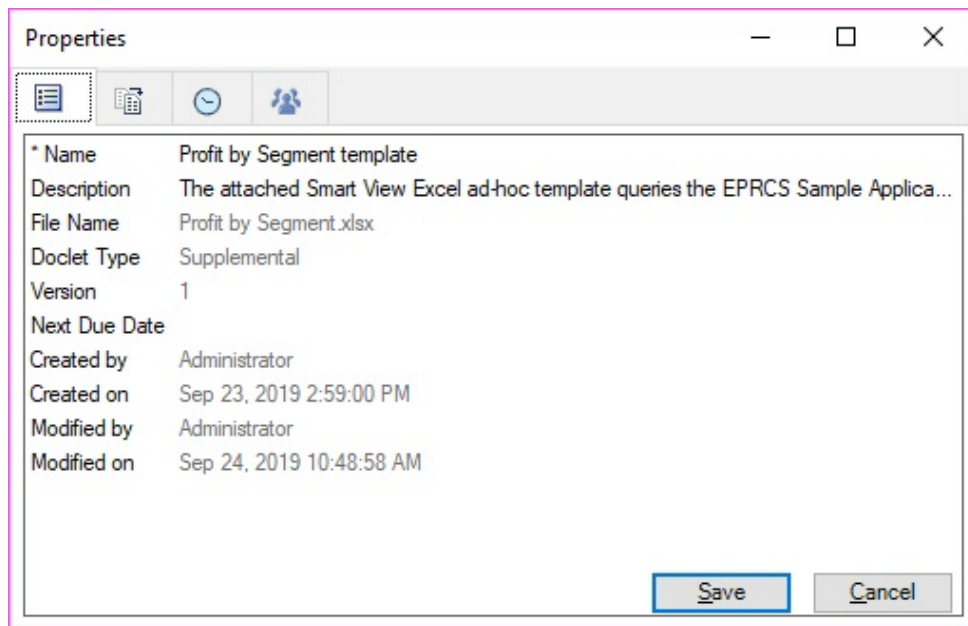 Properties
* Name Profit by Segment template
Description The attached Smart View Excel ad-hoc template queries the EPRCS Sample Applica...
File Name Profit by Segment.xlsx
Doclet Type Supplemental
Version 1
Next Due Date
Created by Administrator
Created on Sep 23, 2019 2:59:00 PM
Modified by Administrator
Modified on Sep 24, 2019 10:48:58 AM
Save Cancel